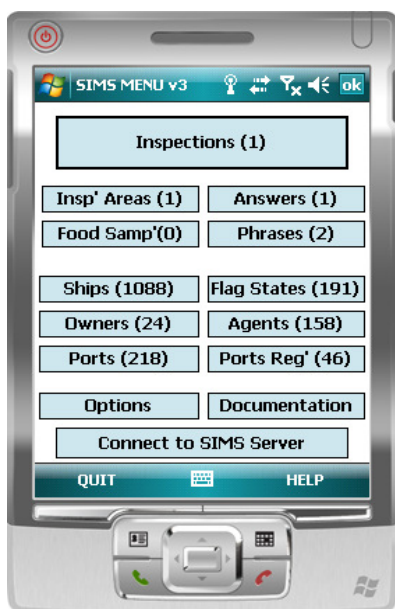 SIMS MENU v3 ok
Inspections (1)
Insp' Areas (1) Answers (1)
Food Samp'(0) Phrases (2)
Ships (1088) Flag States (191)
Owners (24) Agents (158)
Ports (218) Ports Reg' (46)
Options Documentation
Connect to SIMS Server
QUIT HELP